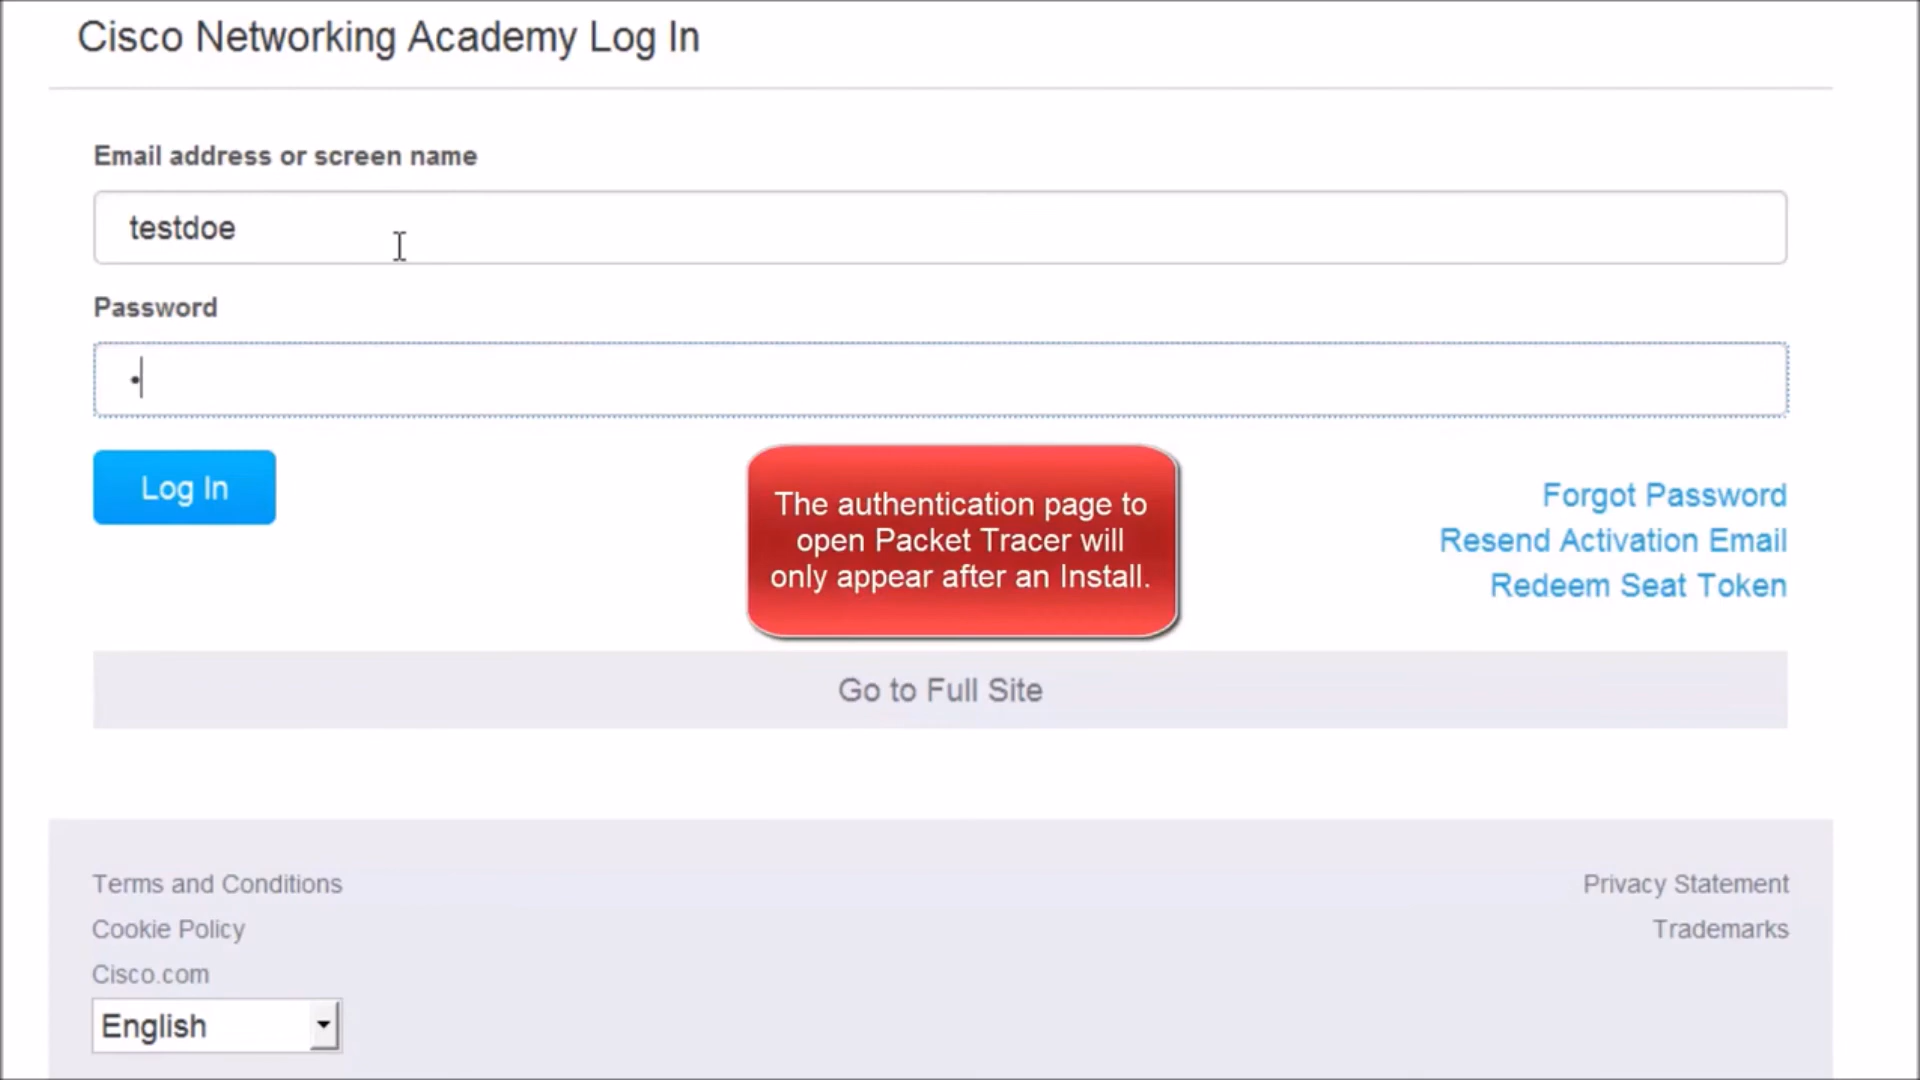 Cisco Networking Academy Log In
Email address or screen name
testdoe
Password
•
Log In
The authentication page to
open Packet Tracer will
only appear after an Install.
Forgot Password
Resend Activation Email
Redeem Seat Token
Go to Full Site
Terms and Conditions
Privacy Statement
Cookie Policy
Trademarks
Cisco.com
English